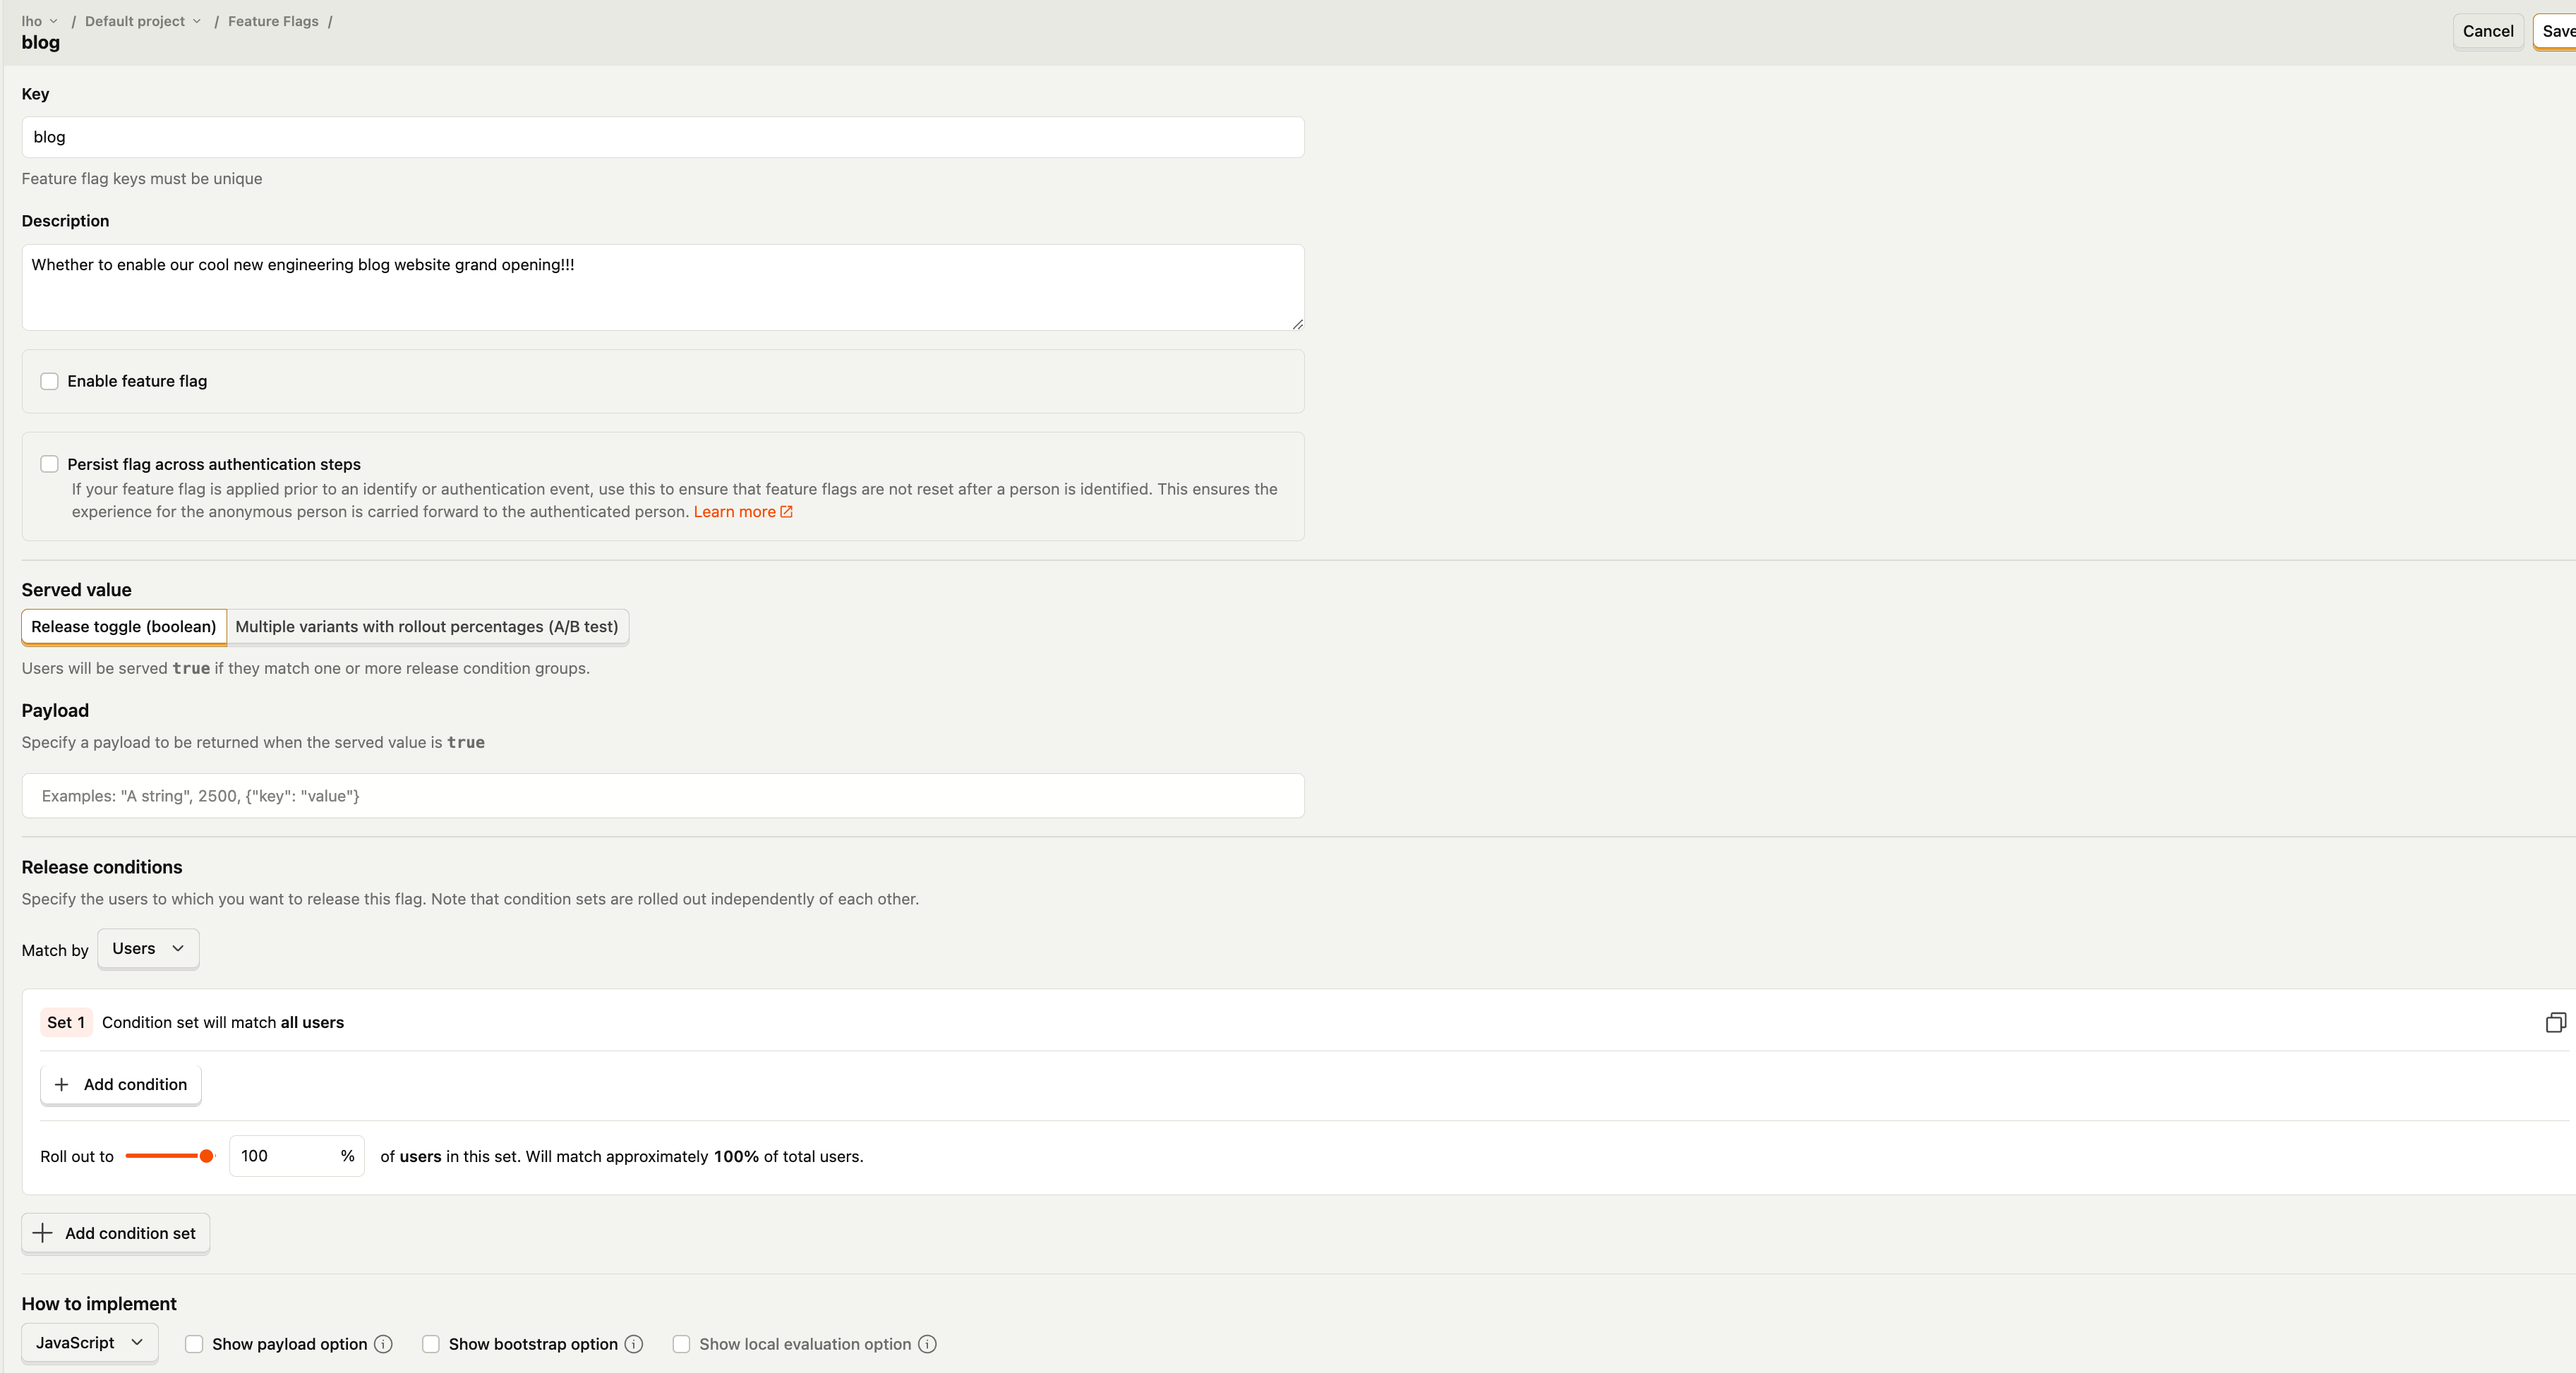 lho / Default project / Feature Flags /
blog
Cancel
Save
Key
blog
Feature flag keys must be unique
Description
Whether to enable our cool new engineering blog website grand opening!!!
Enable feature flag
Persist flag across authentication steps
If your feature flag is applied prior to an identify or authentication event, use this to ensure that feature flags are not reset after a person is identified. This ensures the
experience for the anonymous person is carried forward to the authenticated person. Learn more
Served value
Release toggle (boolean) Multiple variants with rollout percentages (A/B test)
Users will be served true if they match one or more release condition groups.
Payload
Specify a payload to be returned when the served value is true
Examples: "A string", 2500, {"key": "value"}
Release conditions
Specify the users to which you want to release this flag. Note that condition sets are rolled out independently of each other.
Match by Users
Set 1 Condition set will match all users
+ Add condition
Roll out to 100 % of users in this set. Will match approximately 100% of total users.
+ Add condition set
How to implement
JavaScript Show payload option Show bootstrap option Show local evaluation option